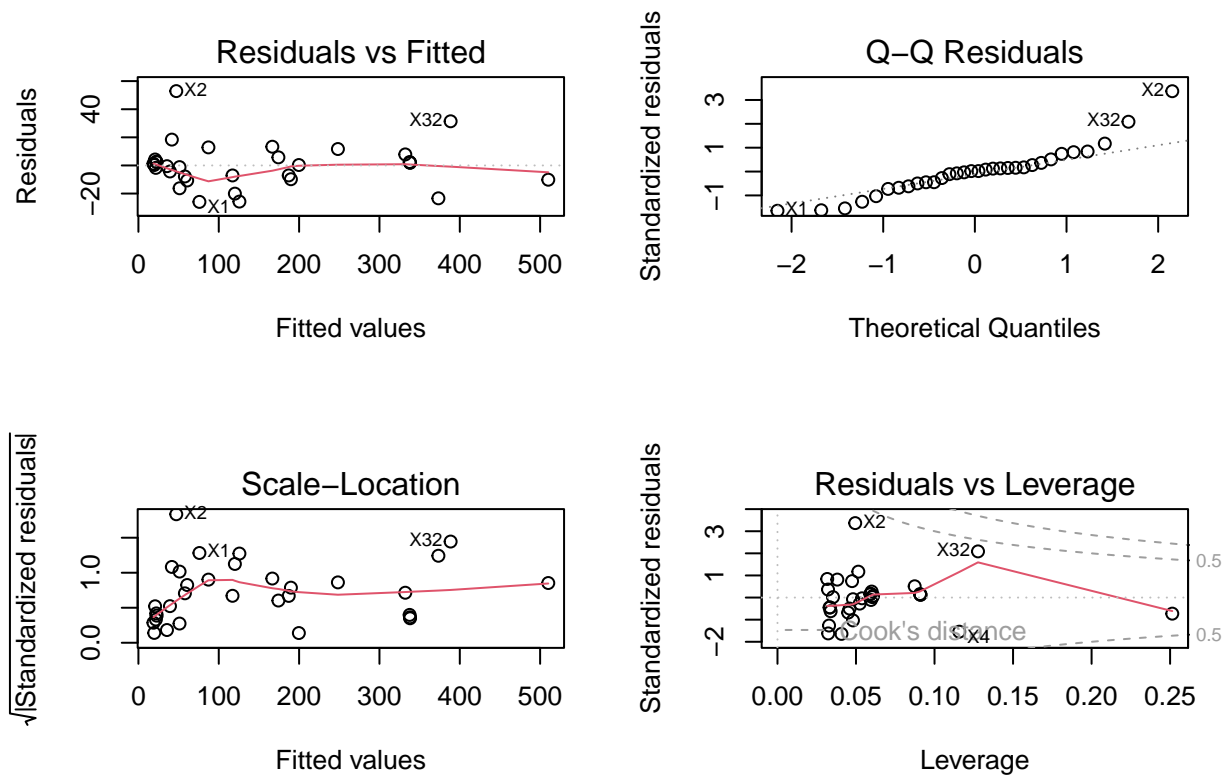 Residuals vs Fitted
Residuals
−20
40
X2
X32
X1
0 100 200 300 400 500
Fitted values
Q−Q Residuals
Standardized residuals
−1
1
3
X2
X32
X1
−2 −1 0 1 2
Theoretical Quantiles
Scale−Location
√|Standardized residuals|
0.0
1.0
X2
X32
X1
0 100 200 300 400 500
Fitted values
Residuals vs Leverage
Standardized residuals
−2
1
3
X2
X32
X4
Cook's distance
0.5
0.5
0.00 0.05 0.10 0.15 0.20 0.25
Leverage